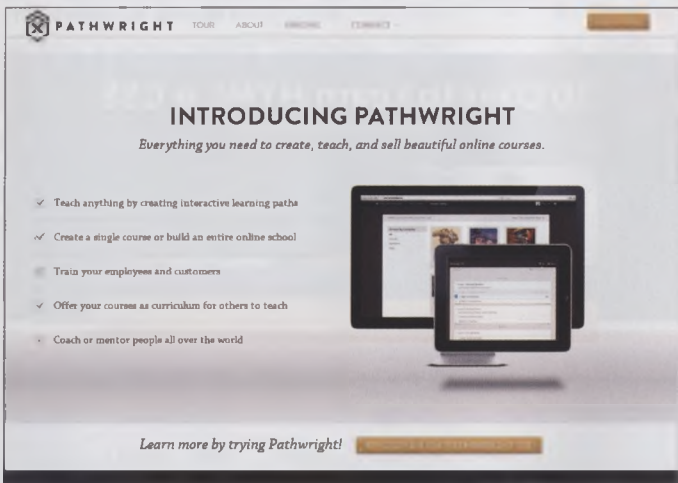 PATHWRIGHT TOUR ABOUT
INTRODUCING PATHWRIGHT
Everything you need to create, teach, and sell beautiful online courses.
Teach anything by creating interactive learning paths
Create a single course or build an entire online school
Train your employees and customers
Offer your courses as curriculum for others to teach
Coach or mentor people all over the world
Learn more by trying Pathwright!